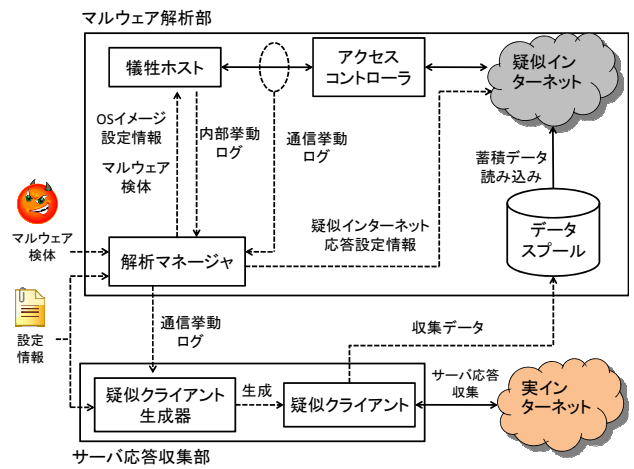 マルウェア解析部
犠牲ホスト
アクセス
コントローラ
疑似イン
ターネット
OSイメージ
設定情報
マルウェア
検体
内部挙動
ログ
通信挙動
ログ
蓄積データ
読み込み
マルウェア
検体
解析マネージャ
疑似インターネット
応答設定情報
データ
スプール
設定
情報
通信挙動
ログ
収集データ
疑似クライアント
生成器
生成
疑似クライアント
サーバ応答
収集
実イン
ターネット
サーバ応答収集部